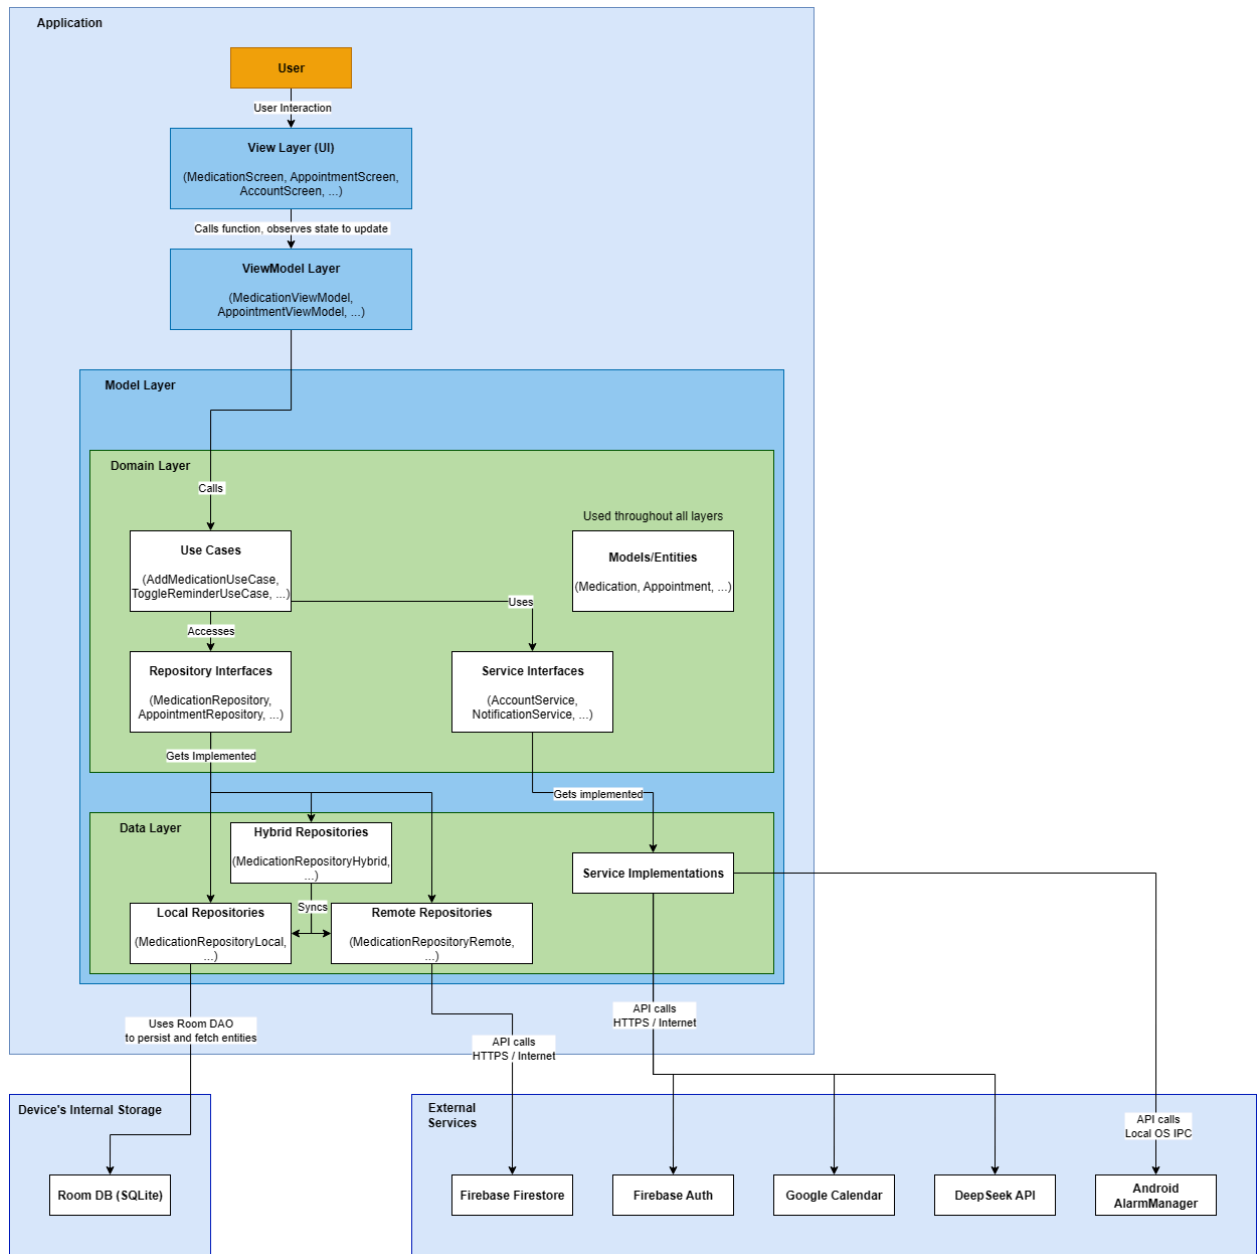 Application
User
User Interaction
View Layer (UI)
(MedicationScreen, AppointmentScreen,
AccountScreen, ...)
Calls function, observes state to update
ViewModel Layer
(MedicationViewModel,
AppointmentViewModel, ...)
Model Layer
Domain Layer
Calls
Used throughout all layers
Use Cases
(AddMedicationUseCase,
ToggleReminderUseCase, ...)
Models/Entities
(Medication, Appointment, ...)
Uses
Accesses
Repository Interfaces
(MedicationRepository,
AppointmentRepository, ...)
Service Interfaces
(AccountService,
NotificationService, ...)
Gets Implemented
Gets implemented
Data Layer
Hybrid Repositories
(MedicationRepositoryHybrid,
...)
Service Implementations
Syncs
Local Repositories
(MedicationRepositoryLocal,
...)
Remote Repositories
(MedicationRepositoryRemote,
...)
Uses Room DAO
to persist and fetch entities
API calls
HTTPS / Internet
API calls
HTTPS / Internet
Device's Internal Storage
Room DB (SQLite)
External
Services
API calls
Local OS IPC
Firebase Firestore
Firebase Auth
Google Calendar
DeepSeek API
Android
AlarmManager